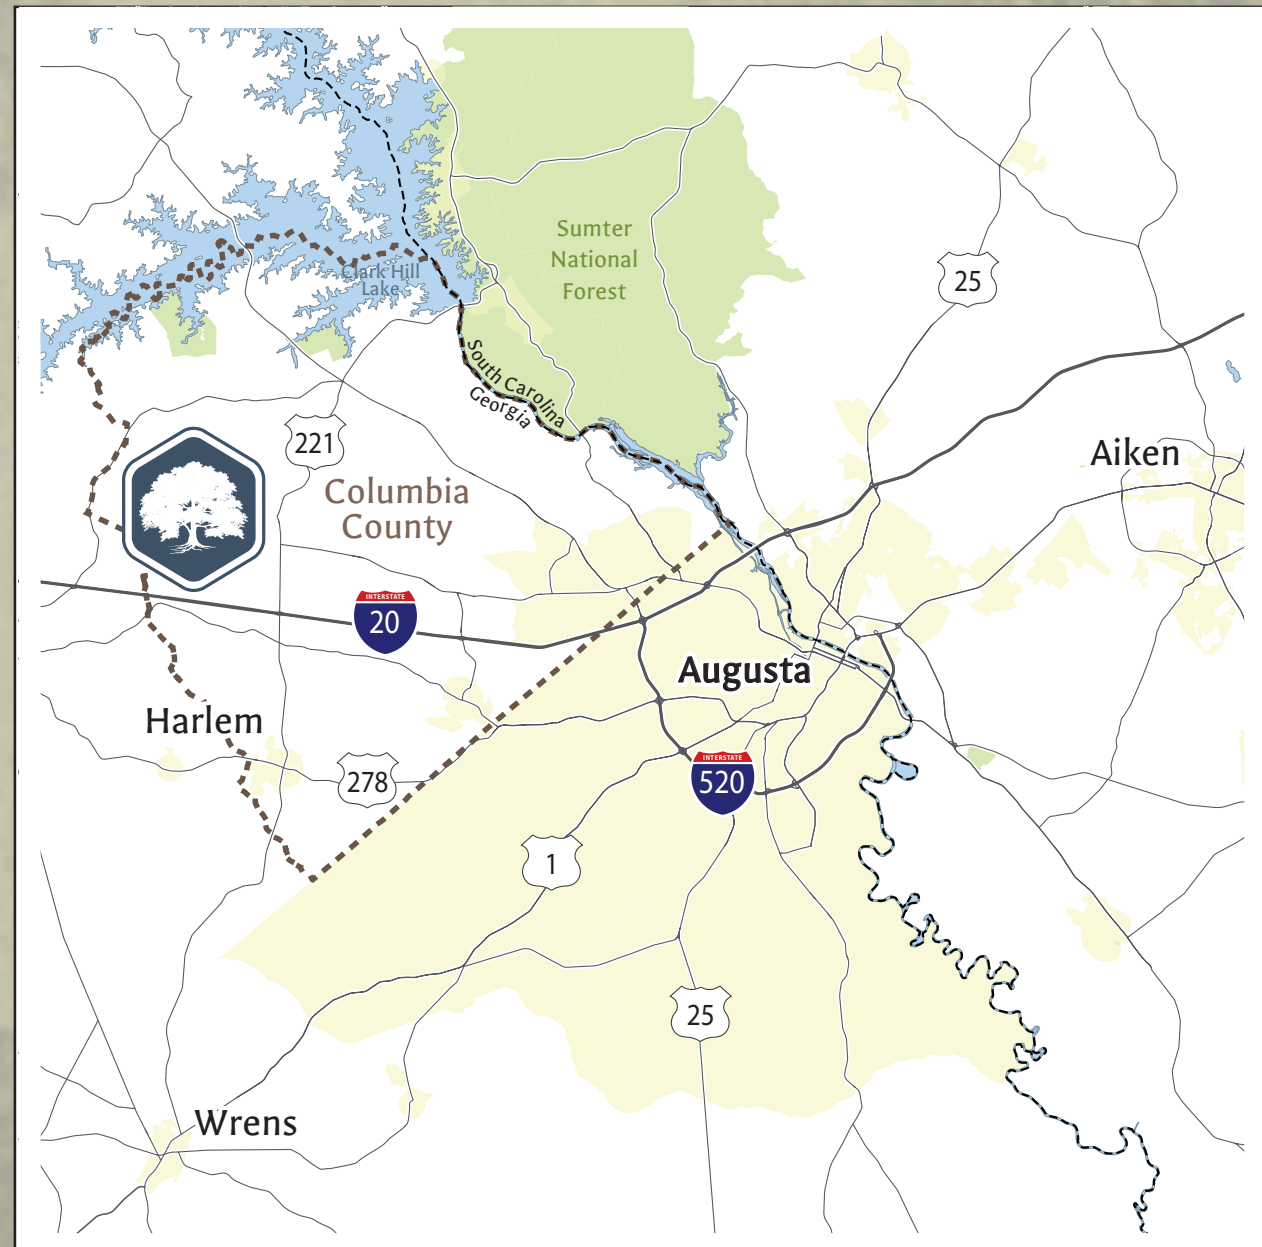 Sumter
National
Forest
25
Clark Hill
Lake
South Carolina
Georgia
221
Aiken
Columbia
County
INTERSTATE
20
Augusta
Harlem
278
INTERSTATE
520
1
25
Wrens